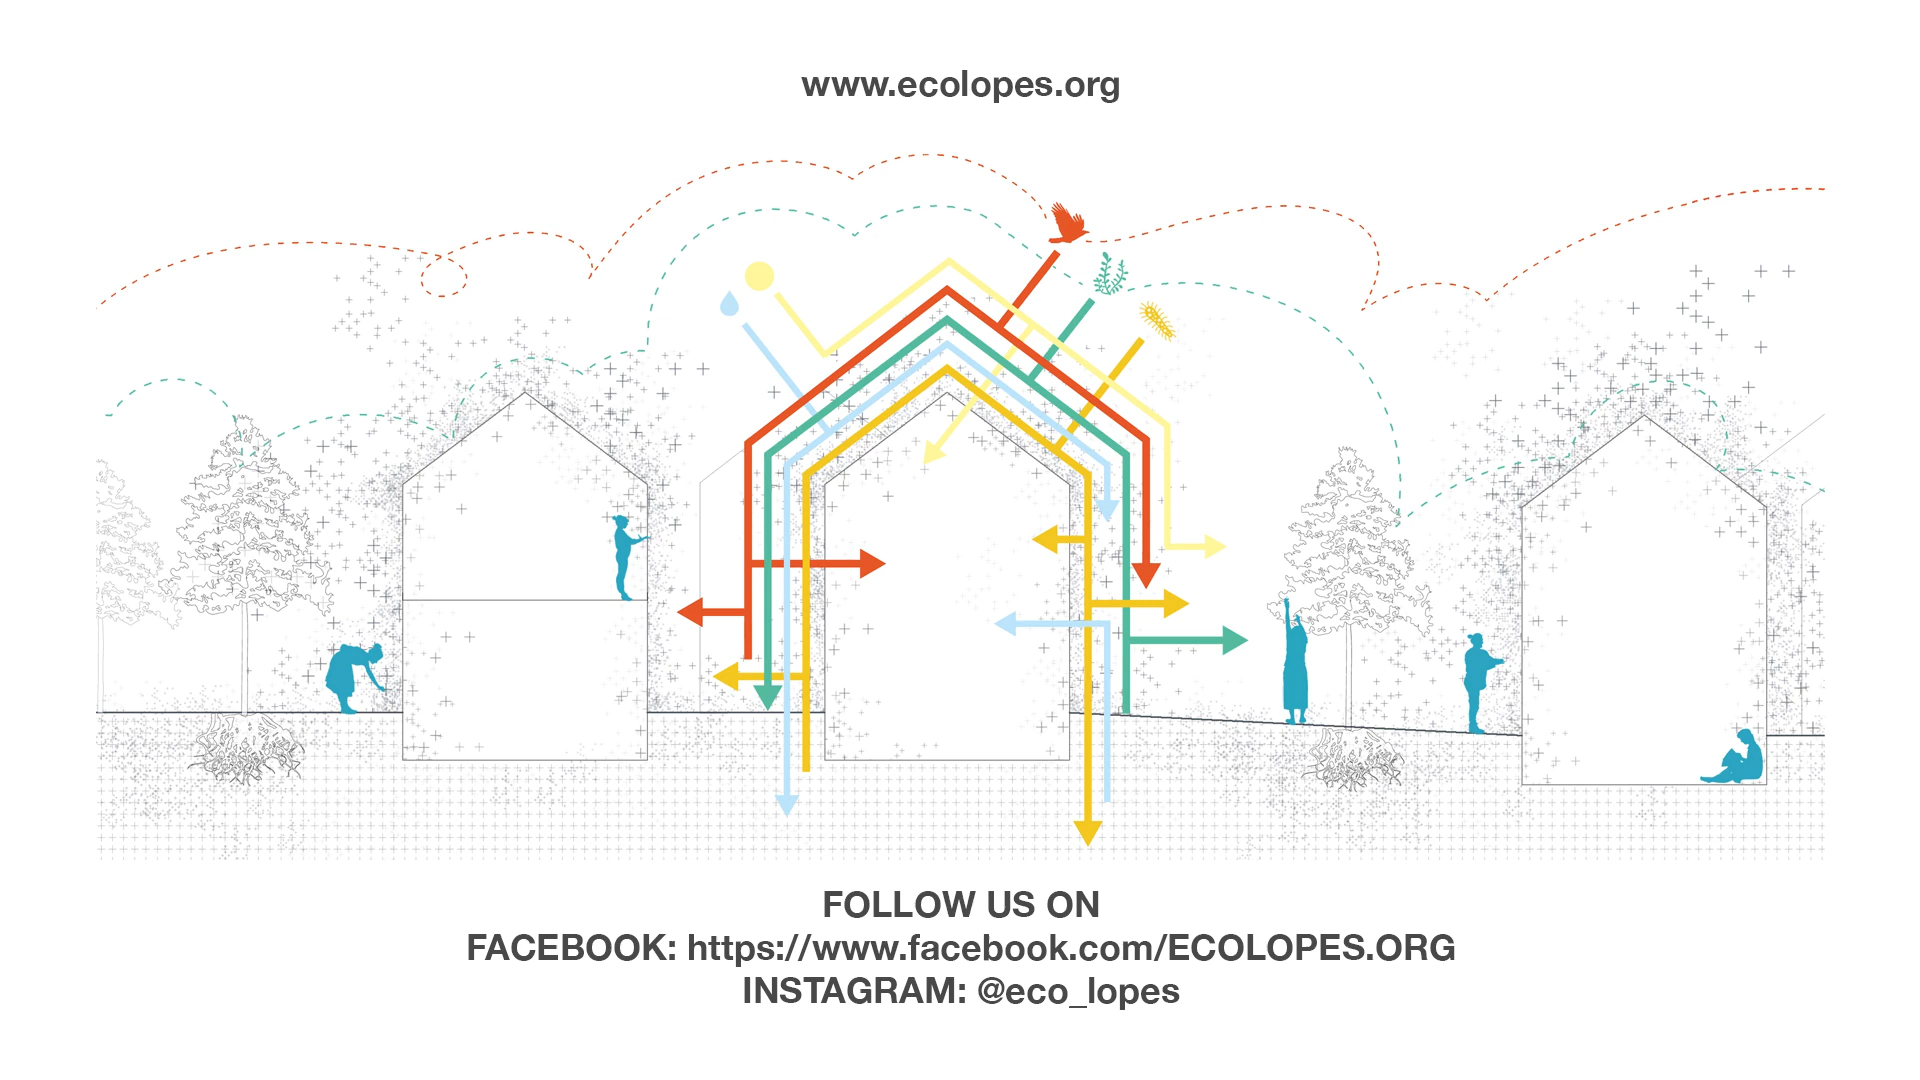 www.ecolopes.org
FOLLOW US ON
FACEBOOK: https://www.facebook.com/ECOLOPES.ORG
INSTAGRAM: @eco_lopes